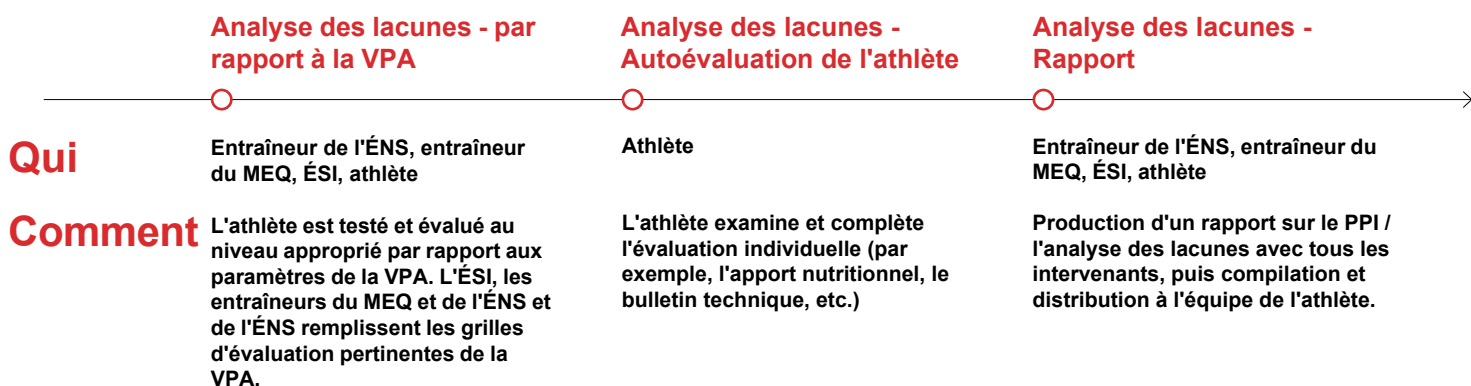 Analyse des lacunes - par
rapport à la VPA
Analyse des lacunes -
Autoévaluation de l'athlète
Analyse des lacunes -
Rapport
Qui
Entraîneur de l'ÉNS, entraîneur
du MEQ, ÉSI, athlète
Athlète
Entraîneur de l'ÉNS, entraîneur du
MEQ, ÉSI, athlète
Comment
L'athlète est testé et évalué au
niveau approprié par rapport aux
paramètres de la VPA. L'ÉSI, les
entraîneurs du MEQ et de l'ÉNS et
de l'ÉNS remplissent les grilles
d'évaluation pertinentes de la
VPA.
L'athlète examine et complète
l'évaluation individuelle (par
exemple, l'apport nutritionnel, le
bulletin technique, etc.)
Production d'un rapport sur le PPI /
l'analyse des lacunes avec tous les
intervenants, puis compilation et
distribution à l'équipe de l'athlète.